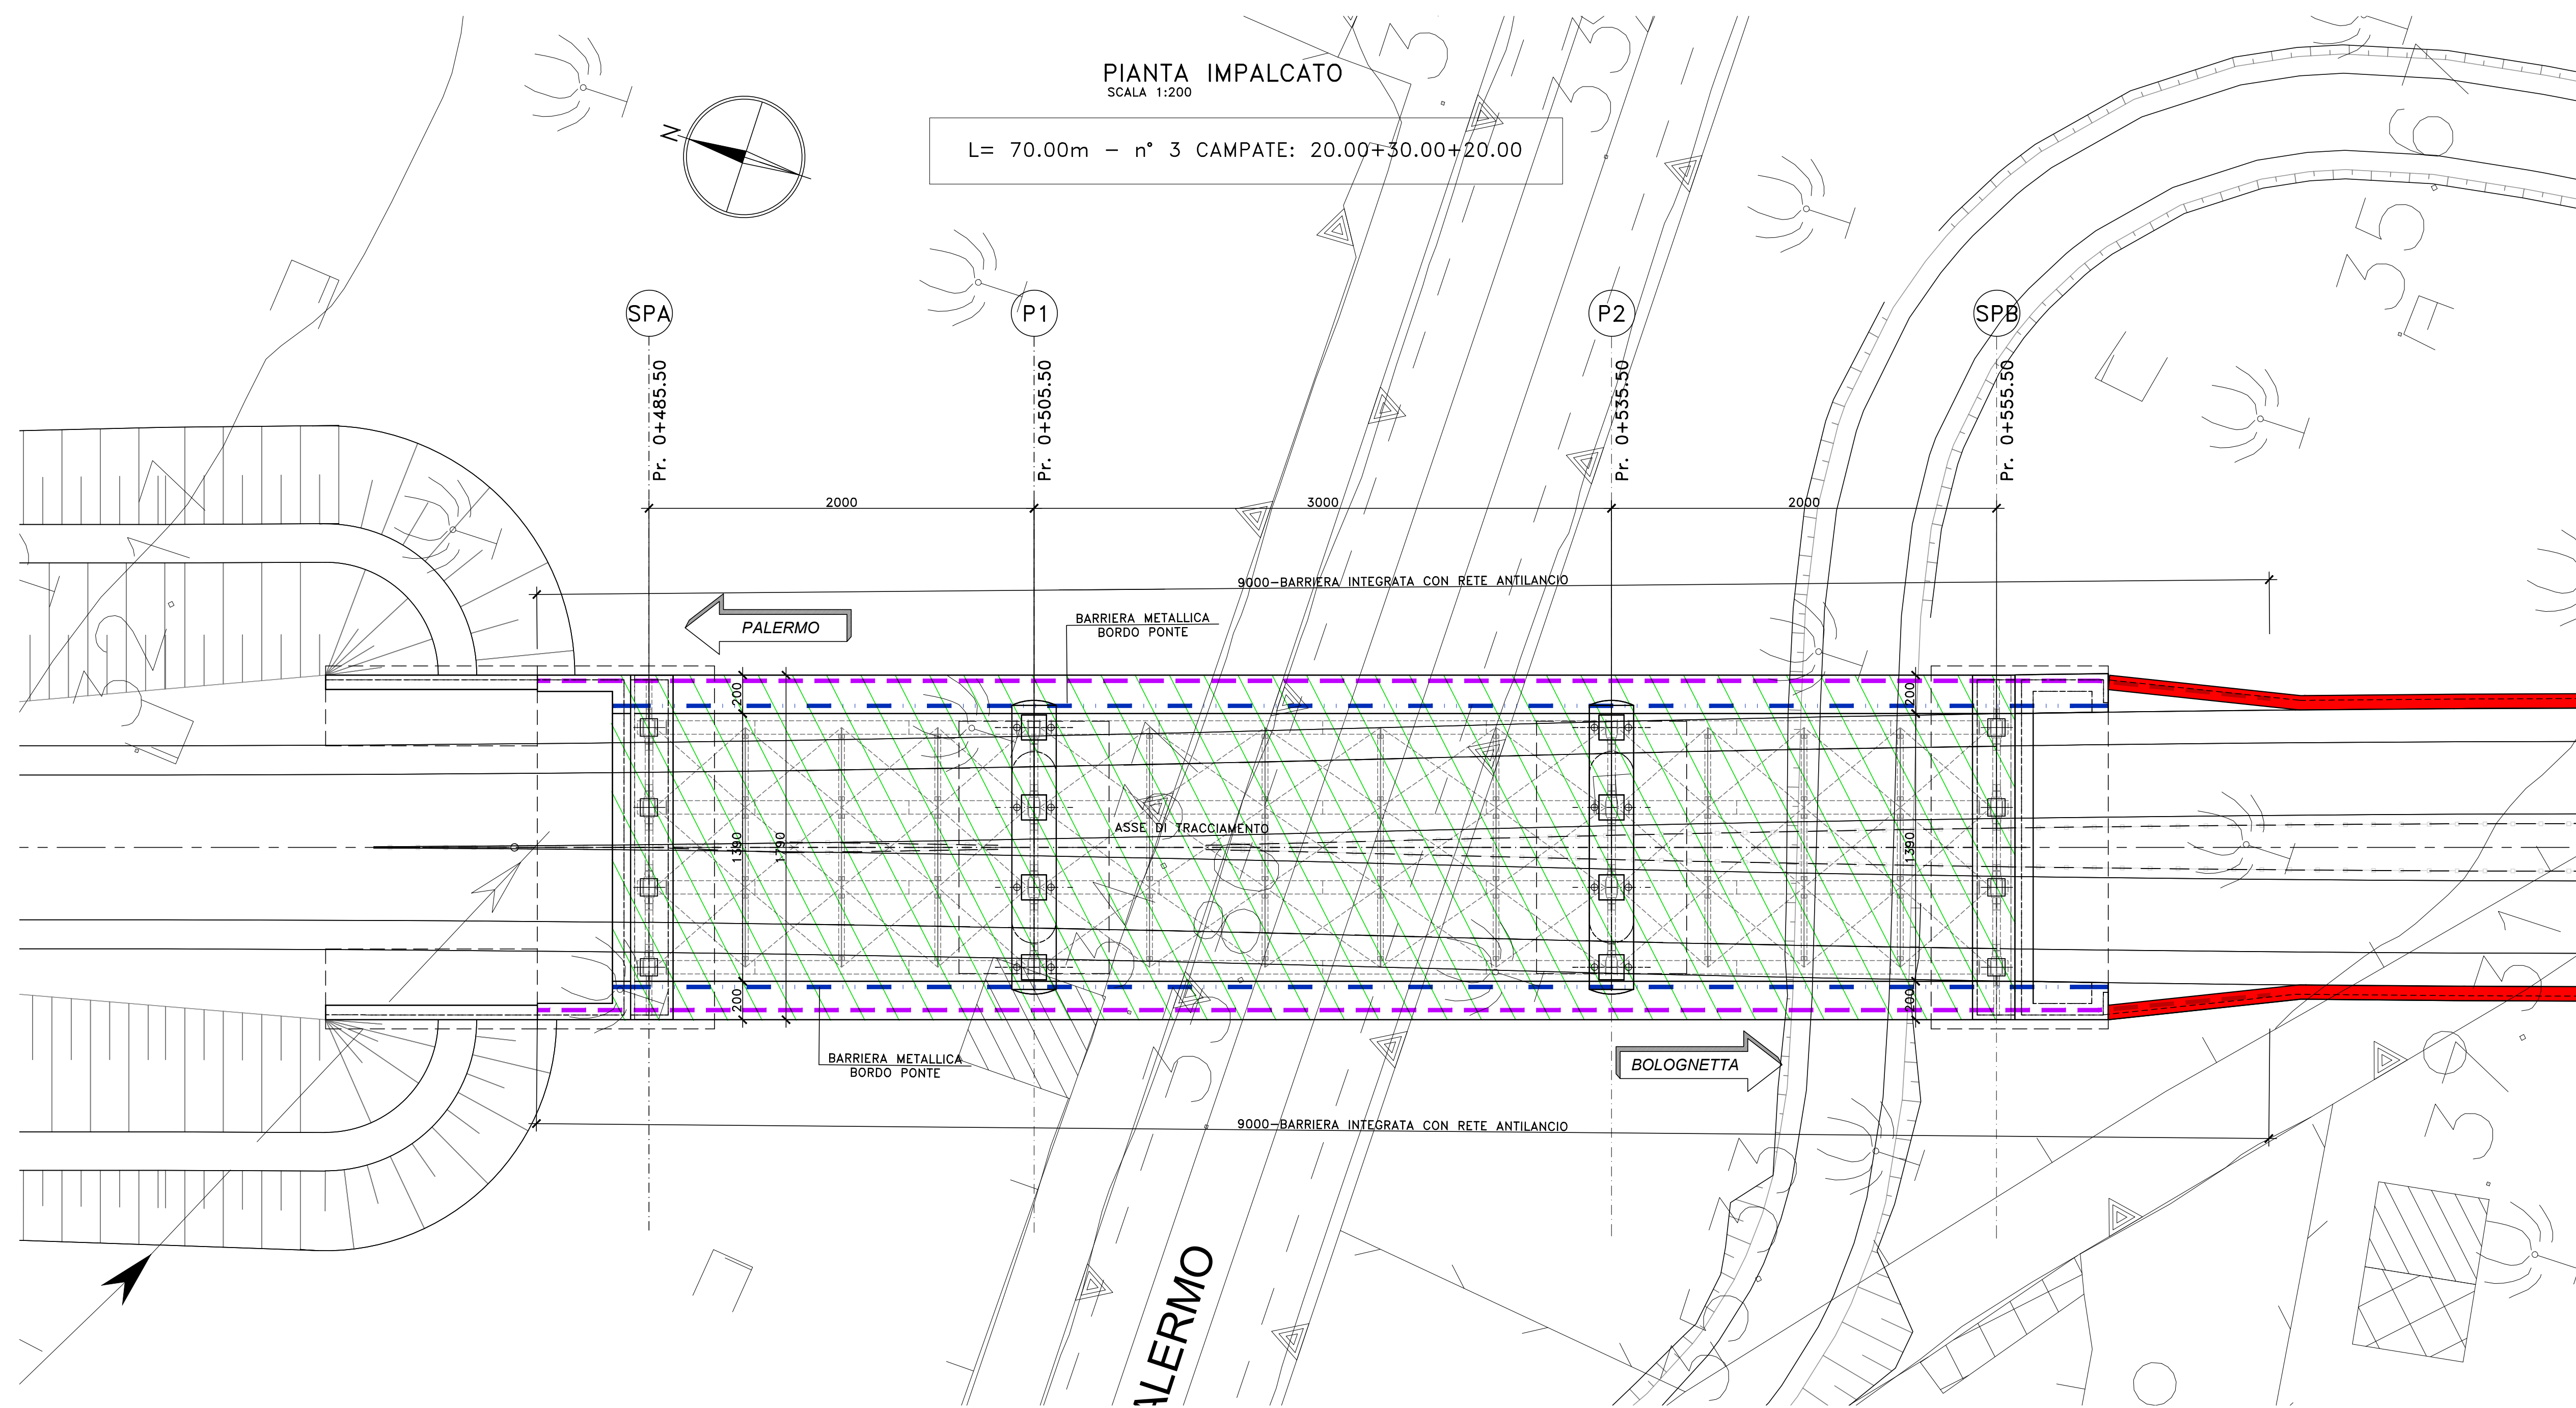 PIANTA IMPALCATO
SCALA 1:200
N
L= 70.00m – n° 3 CAMPATE: 20.00+30.00+20.00
SPA
P1
P2
SPB
Pr. 0+485.50
Pr. 0+505.50
Pr. 0+535.50
Pr. 0+555.50
2000
3000
2000
9000–BARRIERA INTEGRATA CON RETE ANTILANCIO
PALERMO
BARRIERA METALLICA
BORDO PONTE
200
200
ASSE DI TRACCIAMENTO
1390
1790
1390
200
200
BARRIERA METALLICA
BORDO PONTE
BOLOGNETTA
9000–BARRIERA INTEGRATA CON RETE ANTILANCIO
ALERMO